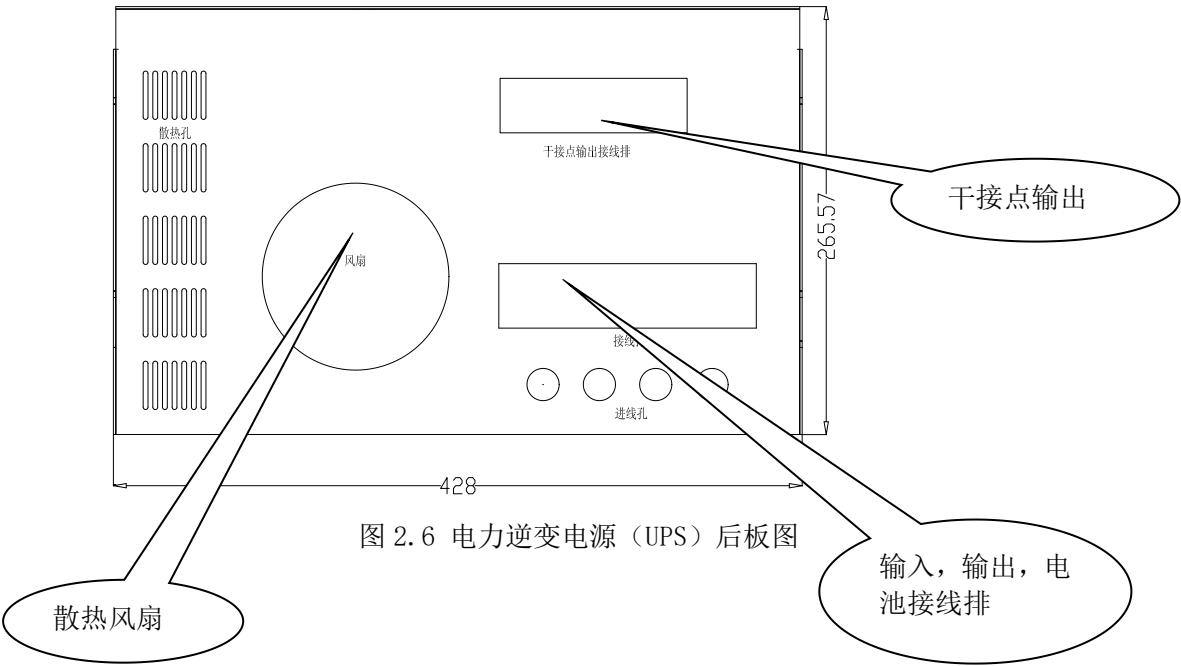 散热孔
干接点输出接线排
干接点输出
265.57
风扇
接线
进线孔
428
图 2.6 电力逆变电源（UPS）后板图
输入，输出，电
池接线排
散热风扇